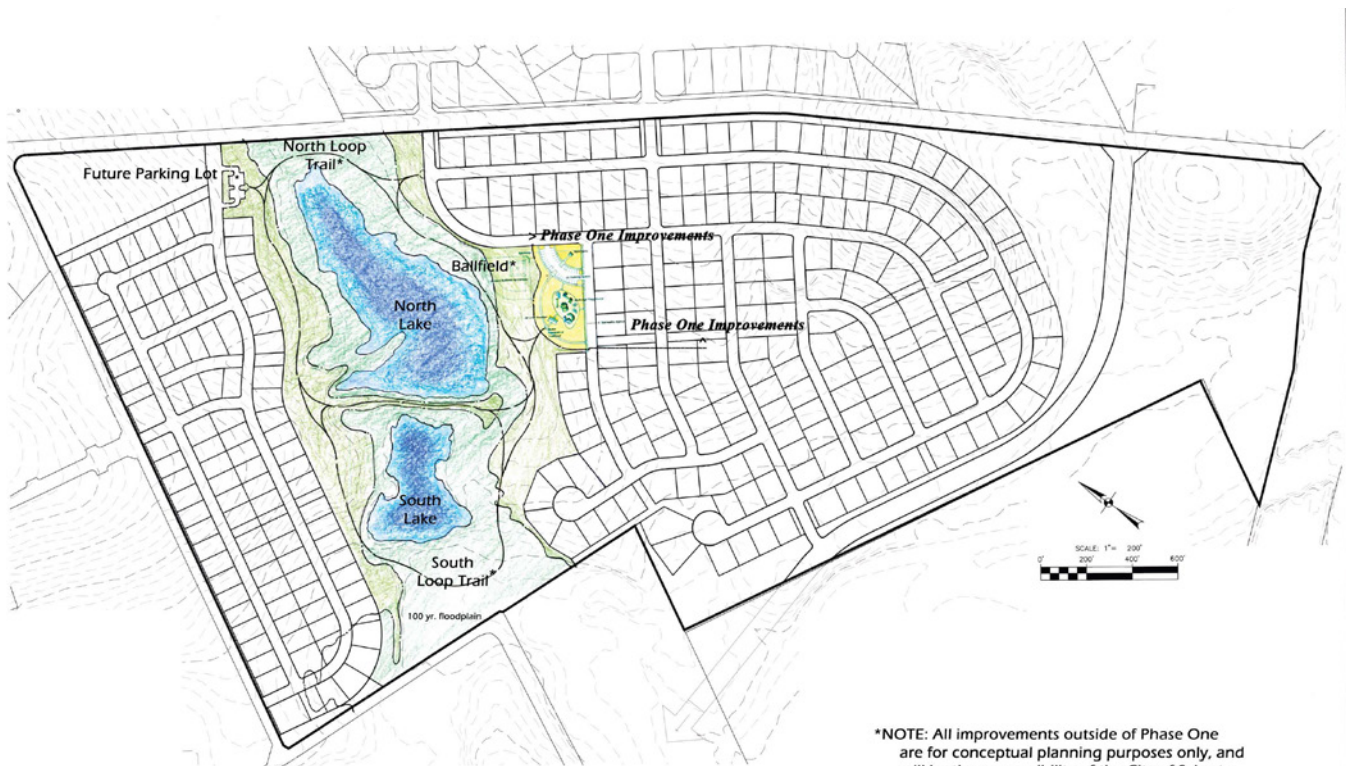 North Loop
Trail*
Future Parking Lot
> Phase One Improvements
Ballfield*
North
Lake
Phase One Improvements
^
South
Lake
South
Loop Trail*
100 yr. floodplain
SCALE: 1"= 200'
0' 200' 400' 600'
*NOTE: All improvements outside of Phase One
are for conceptual planning purposes only, and